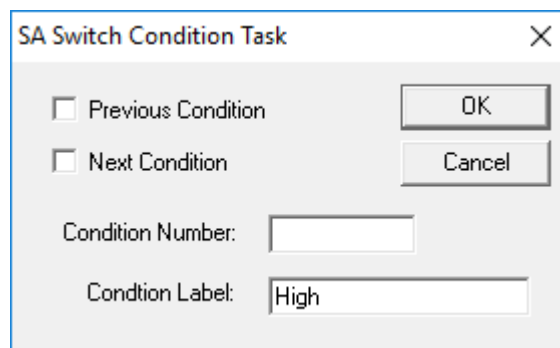 SA Switch Condition Task
Previous Condition
OK
Next Condition
Cancel
Condition Number:
Condtion Label: High